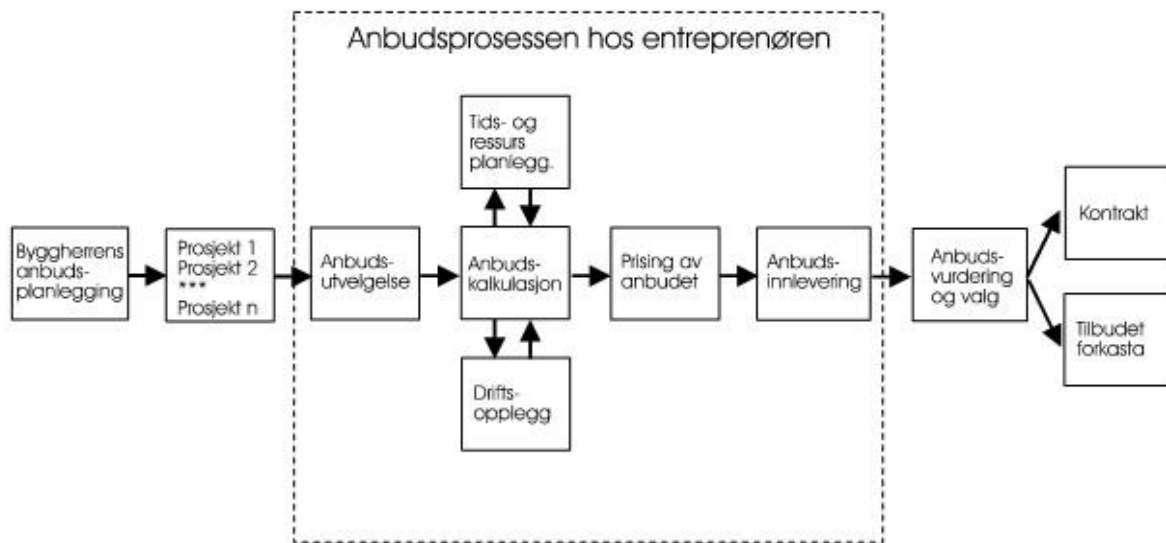 Anbudsprosessen hos entreprenøren
Tids- og
ressurs
planlegg.
Byggherrens
anbuds-
planlegging
Prosjekt 1
Prosjekt 2
***
Prosjekt n
Anbuds-
utvelgelse
Anbuds-
kalkulasjon
Prising av
anbudet
Anbuds-
innlevering
Anbuds-
vurdering
og valg
Kontrakt
Tilbudet
forkasta
Drifts-
opplegg